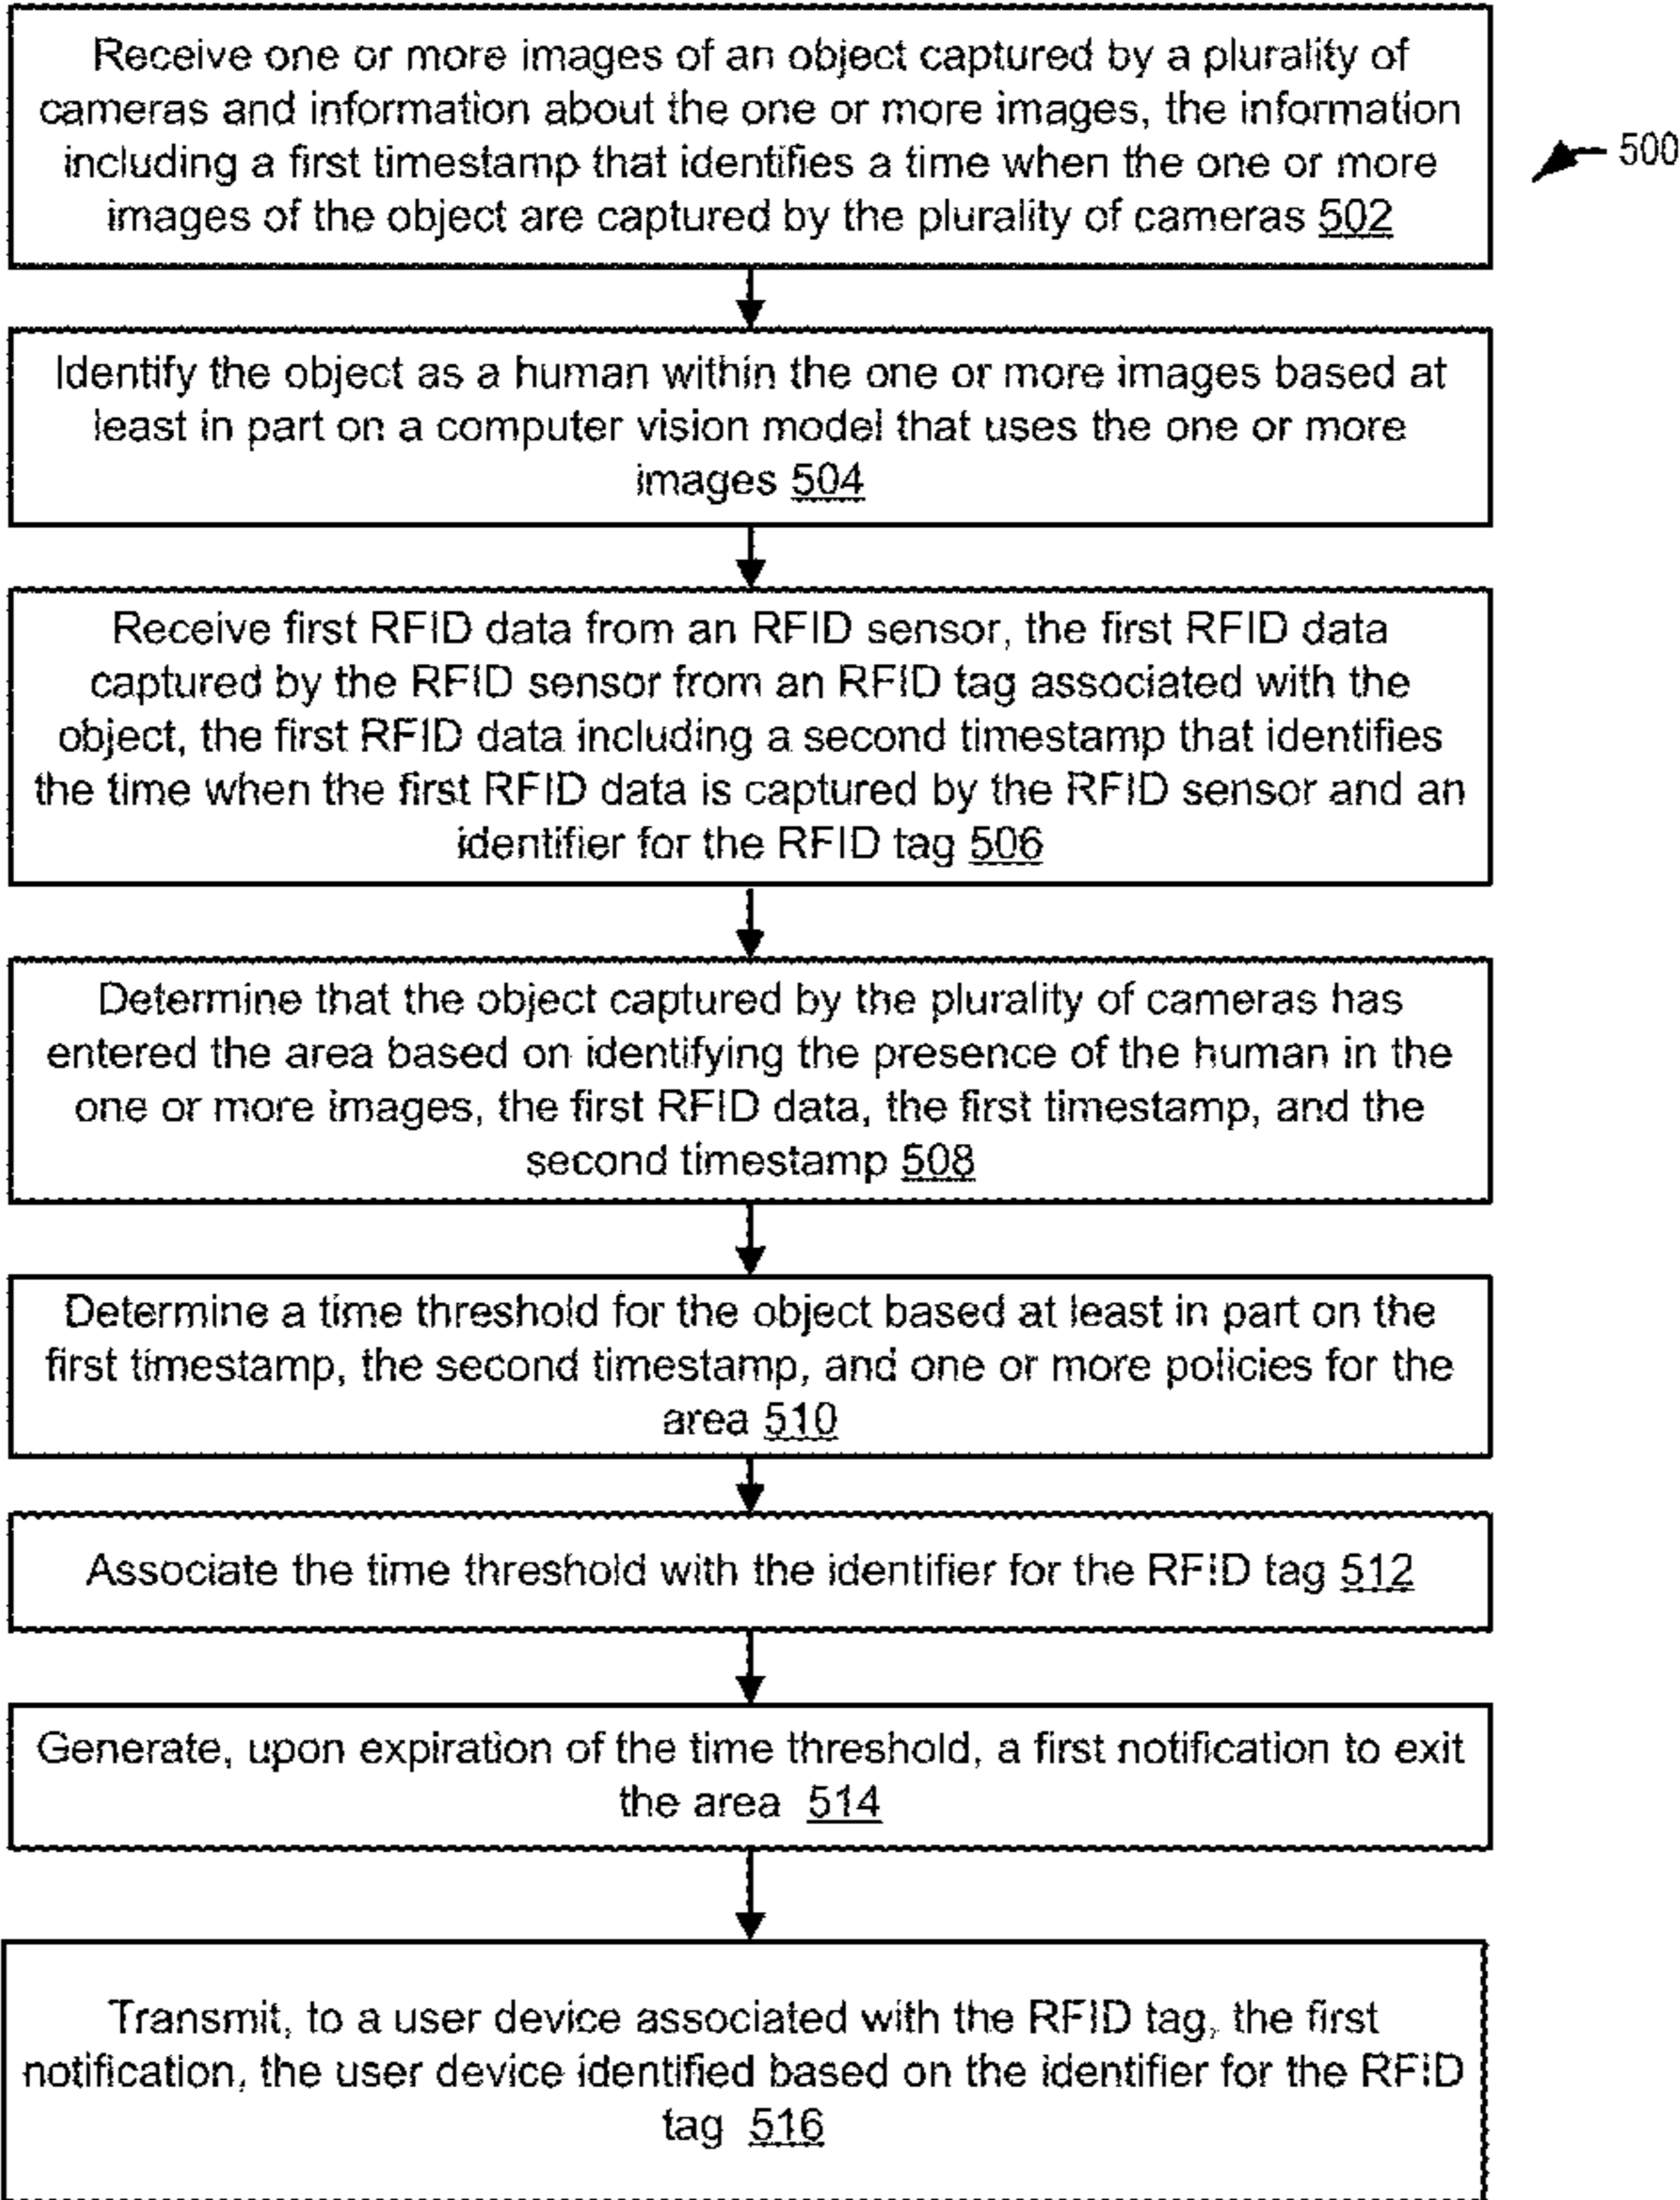 Receive one or more images of an object captured by a plurality of
cameras and information about the one or more images, the information
including a first timestamp that identifies a time when the one or more
images of the object are captured by the plurality of cameras 502
500
Identify the object as a human within the one or more images based at
least in part on a computer vision model that uses the one or more
images 504
Receive first RFID data from an RFID sensor, the first RFID data
captured by the RFID sensor from an RFID tag associated with the
object, the first RFID data including a second timestamp that identifies
the time when the first RFID data is captured by the RFID sensor and an
identifier for the RFID tag 506
Determine that the object captured by the plurality of cameras has
entered the area based on identifying the presence of the human in the
one or more images, the first RFID data, the first timestamp, and the
second timestamp 508
Determine a time threshold for the object based at least in part on the
first timestamp, the second timestamp, and one or more policies for the
area 510
Associate the time threshold with the identifier for the RFID tag 512
Generate, upon expiration of the time threshold, a first notification to exit
the area 514
Transmit, to a user device associated with the RFID tag, the first
notification, the user device identified based on the identifier for the RFID
tag 516